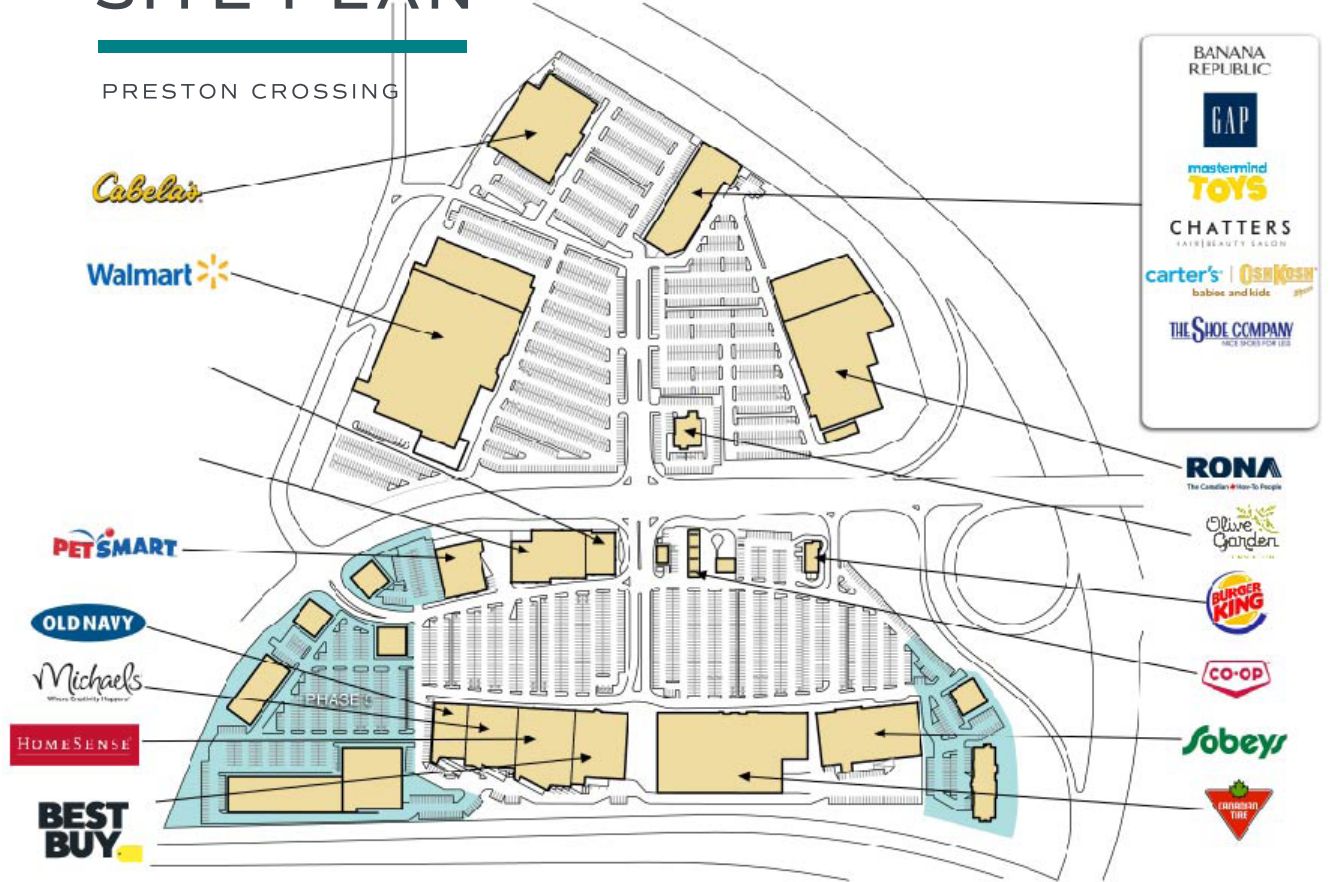 SITE PLAN
PRESTON CROSSING
Cabela's
Walmart
PETSMART
OLD NAVY
Michaels
Where Creativity Happens
HOMESENSE
BEST
BUY
PHASE
BANANA
REPUBLIC
GAP
mastermind
TOYS
CHATTERS
HAIR|BEAUTY SALON
carter's | OSHKOSH
babies and kids
THE SHOE COMPANY
NICE SHOES FOR LESS
RONA
The Canadian How-To People
Olive
Garden
BURGER
KING
CO-OP
Sobeys
CANADIAN
TIRE